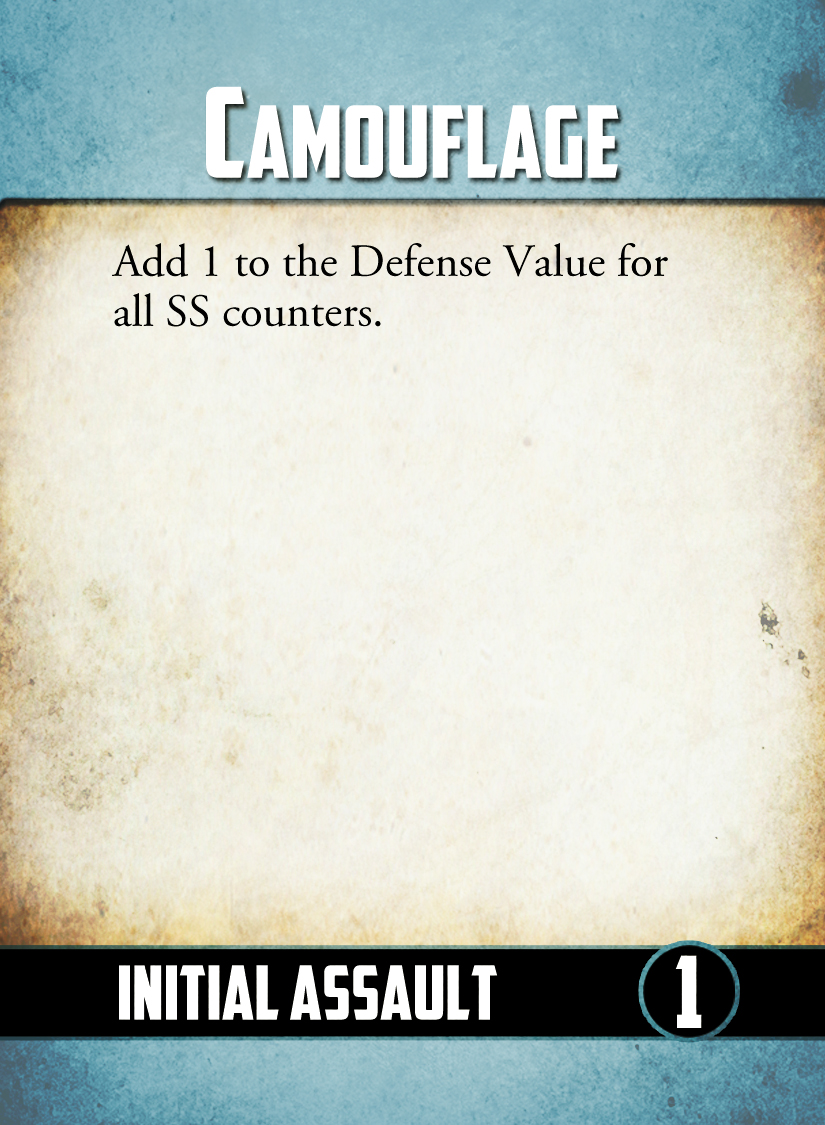 Camouflage
Add 1 to the Defense Value for
all SS counters.
INITIAL ASSAULT 1